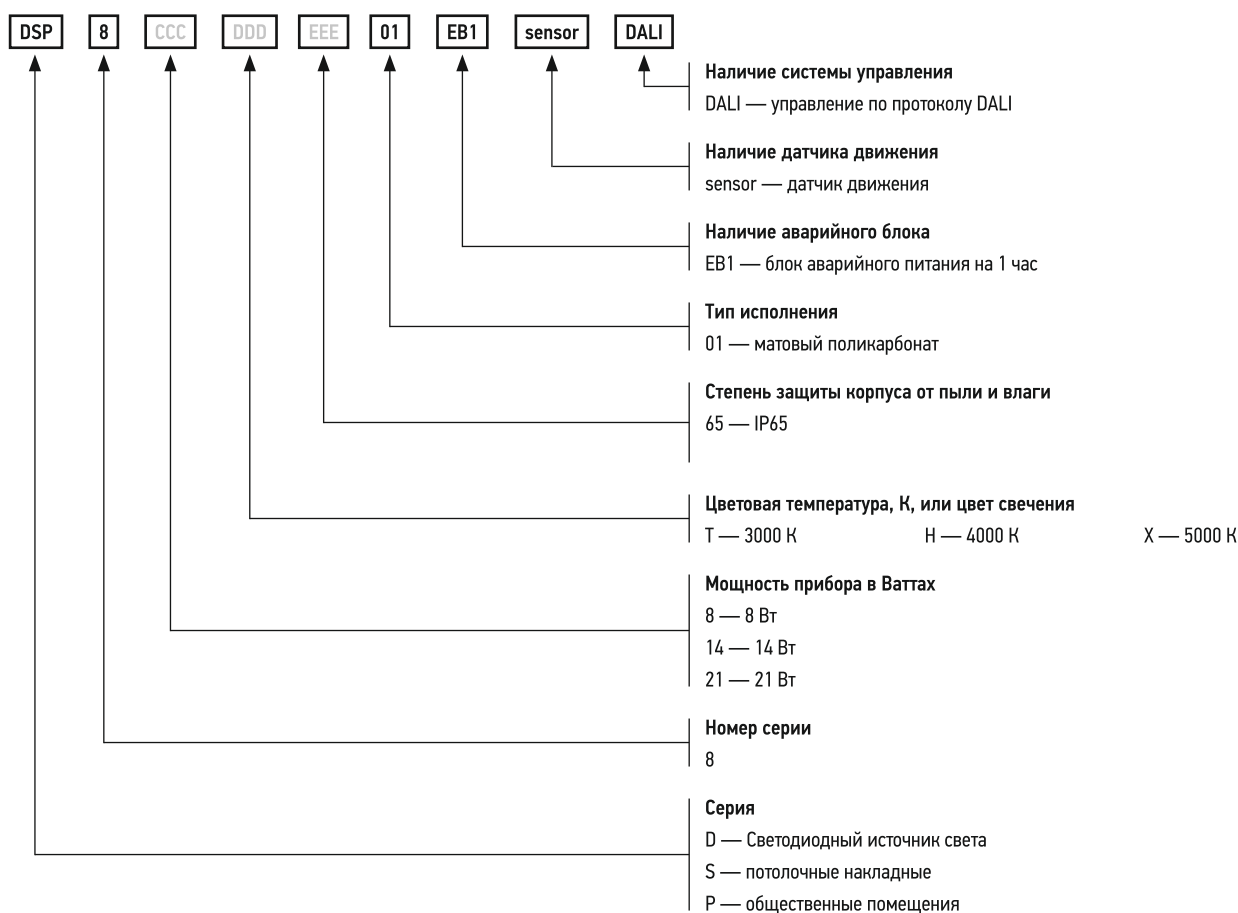 DSP 8 CCC DDD EEE 01 EB1 sensor DALI
Наличие системы управления
DALI — управление по протоколу DALI
Наличие датчика движения
sensor — датчик движения
Наличие аварийного блока
EB1 — блок аварийного питания на 1 час
Тип исполнения
01 — матовый поликарбонат
Степень защиты корпуса от пыли и влаги
65 — IP65
Цветовая температура, К, или цвет свечения
Т — 3000 К Н — 4000 К Х — 5000 К
Мощность прибора в Ваттах
8 — 8 Вт
14 — 14 Вт
21 — 21 Вт
Номер серии
8
Серия
D — Светодиодный источник света
S — потолочные накладные
P — общественные помещения